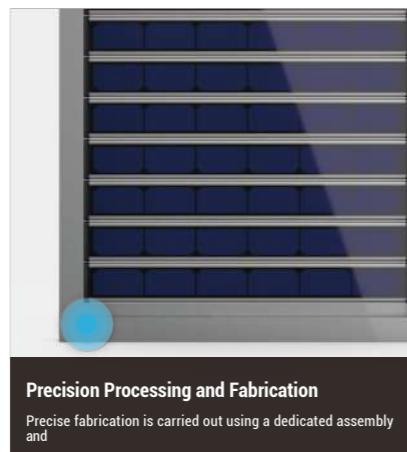 Precision Processing and Fabrication
Precise fabrication is carried out using a dedicated assembly
and